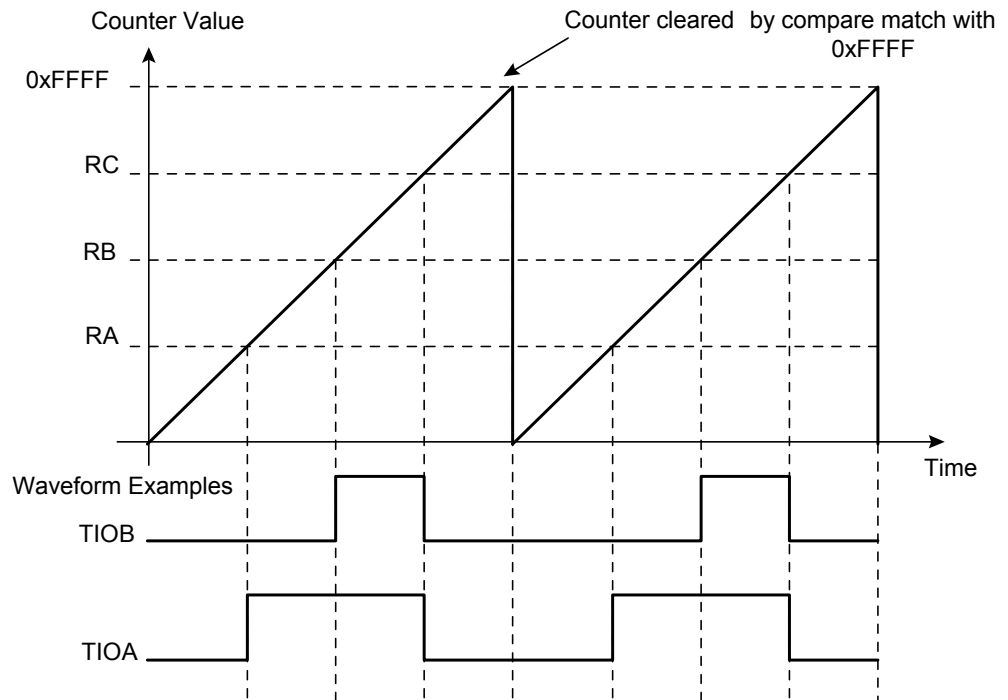 Counter Value
Counter cleared by compare match with
0xFFFF
0xFFFF
RC
RB
RA
Time
Waveform Examples
TIOB
TIOA